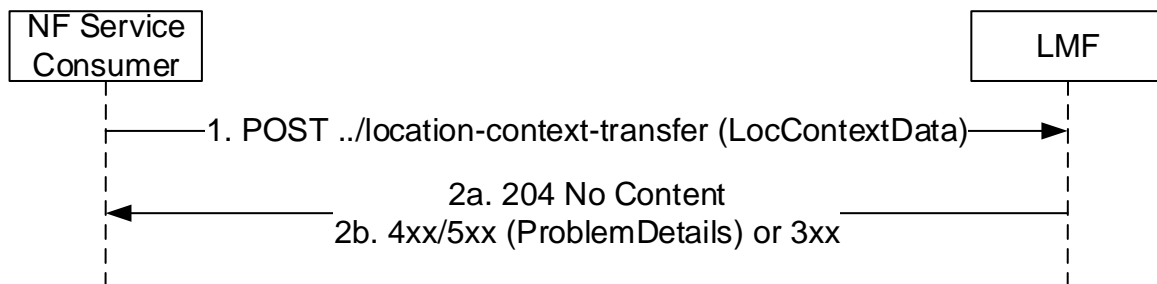 NF Service
Consumer
LMF
1. POST ../location-context-transfer (LocContextData)
2a. 204 No Content
2b. 4xx/5xx (ProblemDetails) or 3xx